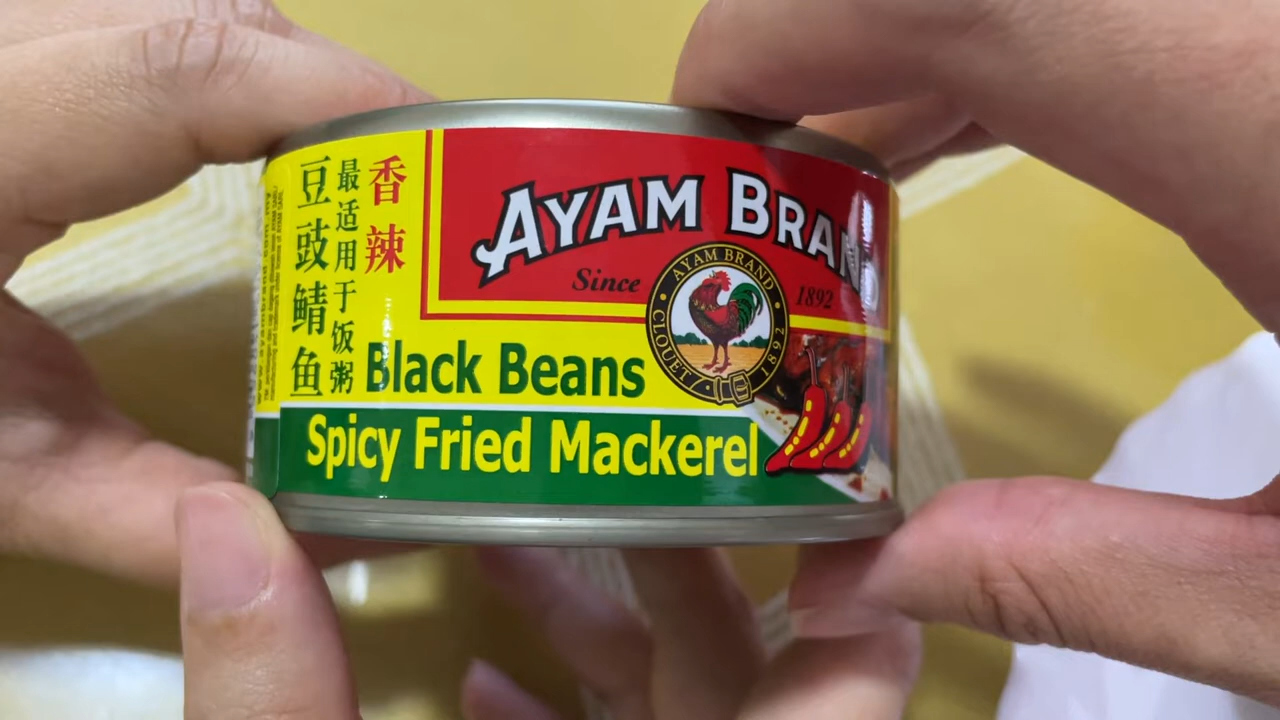 香辣
最适用于饭粥
豆豉鲭鱼
AYAM BRAN
Since 1892
AYAM BRAND
CLOUET 1892
Black Beans
Spicy Fried Mackerel